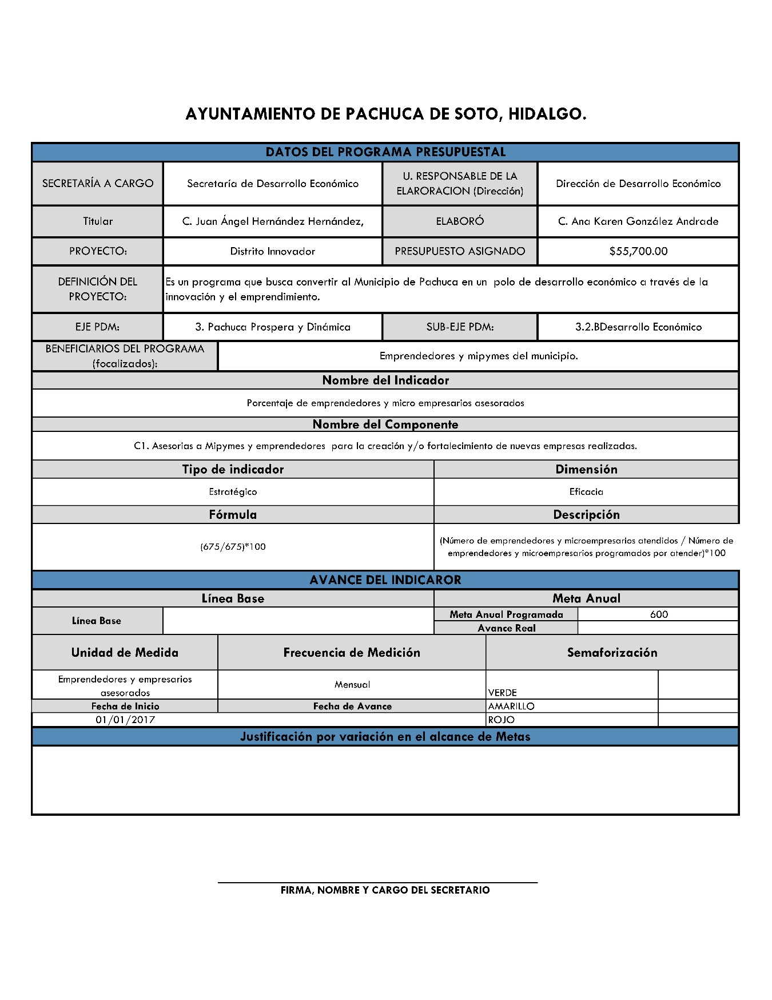 AYUNTAMIENTO DE PACHUCA DE SOTO, HIDALGO.
DATOS DEL PROGRAMA PRESUPUESTAL
SECRETARÍA A CARGO
Secretaría de Desarrollo Económico
U. RESPONSABLE DE LA
ELARORACION (Dirección)
Dirección de Desarrollo Económico
Titular
C. Juan Ángel Hernández Hernández,
ELABORÓ
C. Ana Karen González Andrade
PROYECTO:
Distrito Innovador
PRESUPUESTO ASIGNADO
$55,700.00
DEFINICIÓN DEL
PROYECTO:
Es un programa que busca convertir al Municipio de Pachuca en un  polo de desarrollo económico a través de la
innovación y el emprendimiento.
EJE PDM:
3. Pachuca Prospera y Dinámica
SUB-EJE PDM:
3.2.BDesarrollo Económico
BENEFICIARIOS DEL PROGRAMA
(focalizados):
Emprendedores y mipymes del municipio.
Nombre del Indicador
Porcentaje de emprendedores y micro empresarios asesorados
Nombre del Componente
C1. Asesorias a Mipymes y emprendedores  para la creación y/o fortalecimiento de nuevas empresas realizadas.
Tipo de indicador
Dimensión
Estratégico
Eficacia
Fórmula
Descripción
(675/675)*100
(Número de emprendedores y microempresarios atendidos / Número de
emprendedores y microempresarios programados por atender)*100
AVANCE DEL INDICAROR
Línea Base
Meta Anual
Línea Base
Meta Anual Programada
600
Avance Real
Unidad de Medida
Frecuencia de Medición
Semaforización
Emprendedores y empresarios
asesorados
Mensual
VERDE
Fecha de Inicio
Fecha de Avance
AMARILLO
01/01/2017
ROJO
Justificación por variación en el alcance de Metas
FIRMA, NOMBRE Y CARGO DEL SECRETARIO